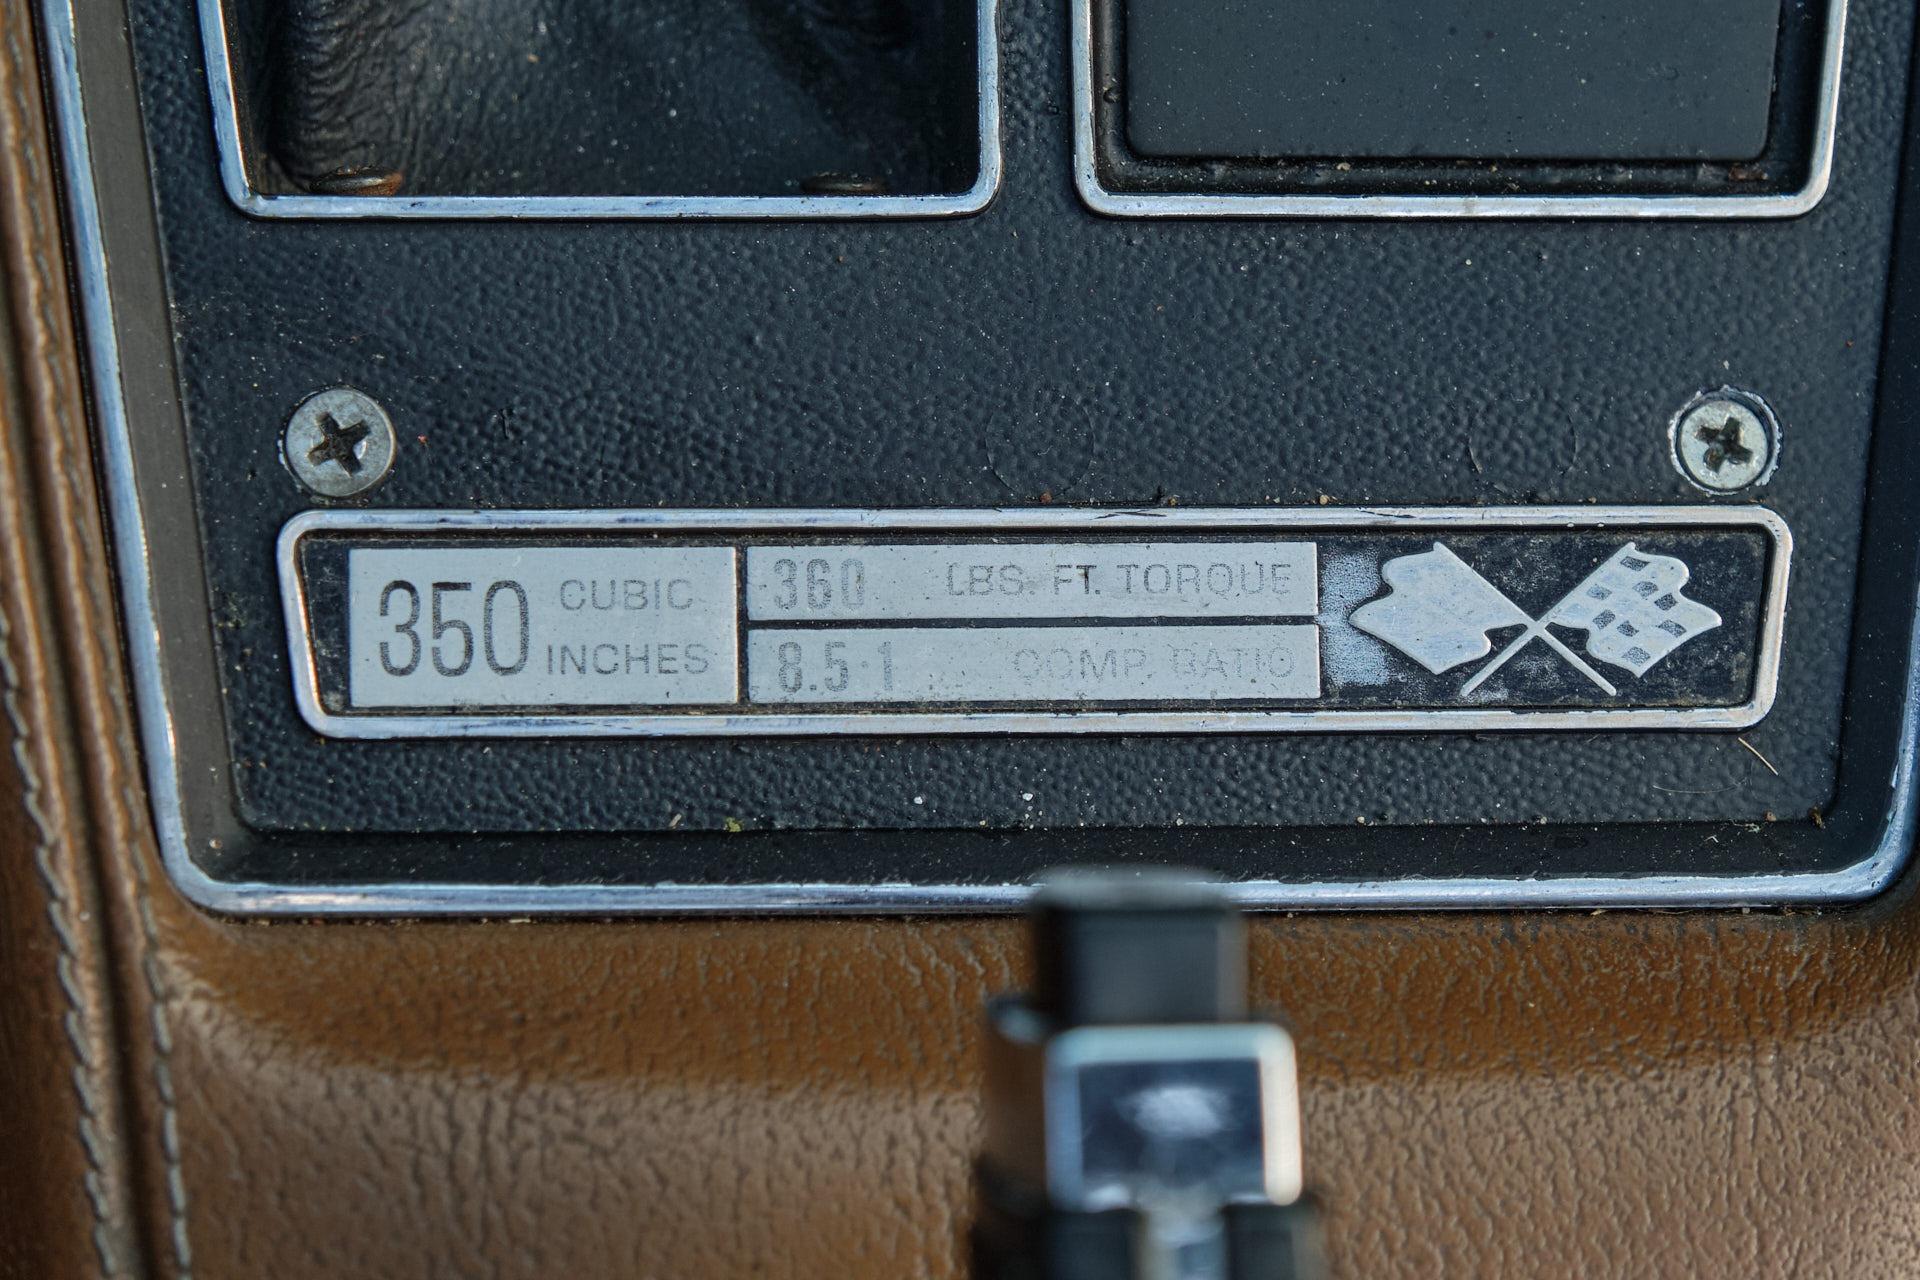 350 CUBIC INCHES
360 LBS. FT. TORQUE
8.5:1 COMP. RATIO